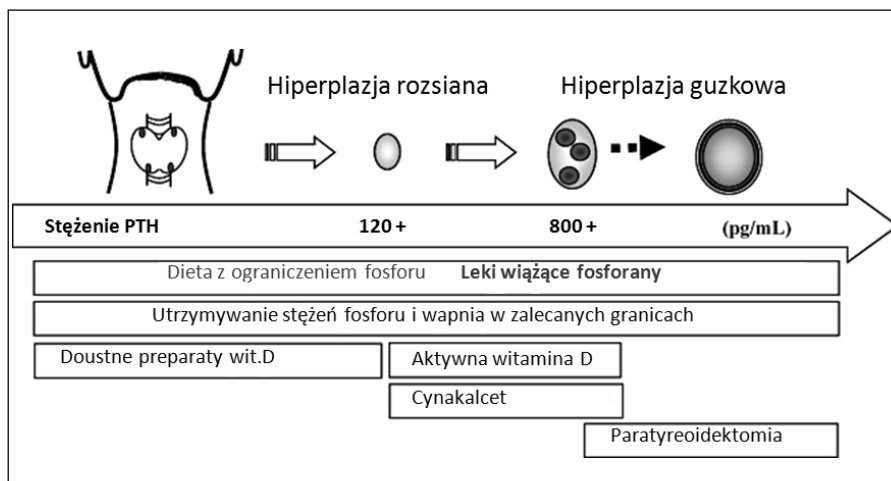 Hiperplazja rozsiana Hiperplazja guzkowa
Stężenie PTH 120 + 800 + (pg/mL)
Dieta z ograniczeniem fosforu Leki wiążące fosforany
Utrzymywanie stężeń fosforu i wapnia w zalecanych granicach
Doustne preparaty wit.D Aktywna witamina D
Cynakalcet
Paratyreoidektomia